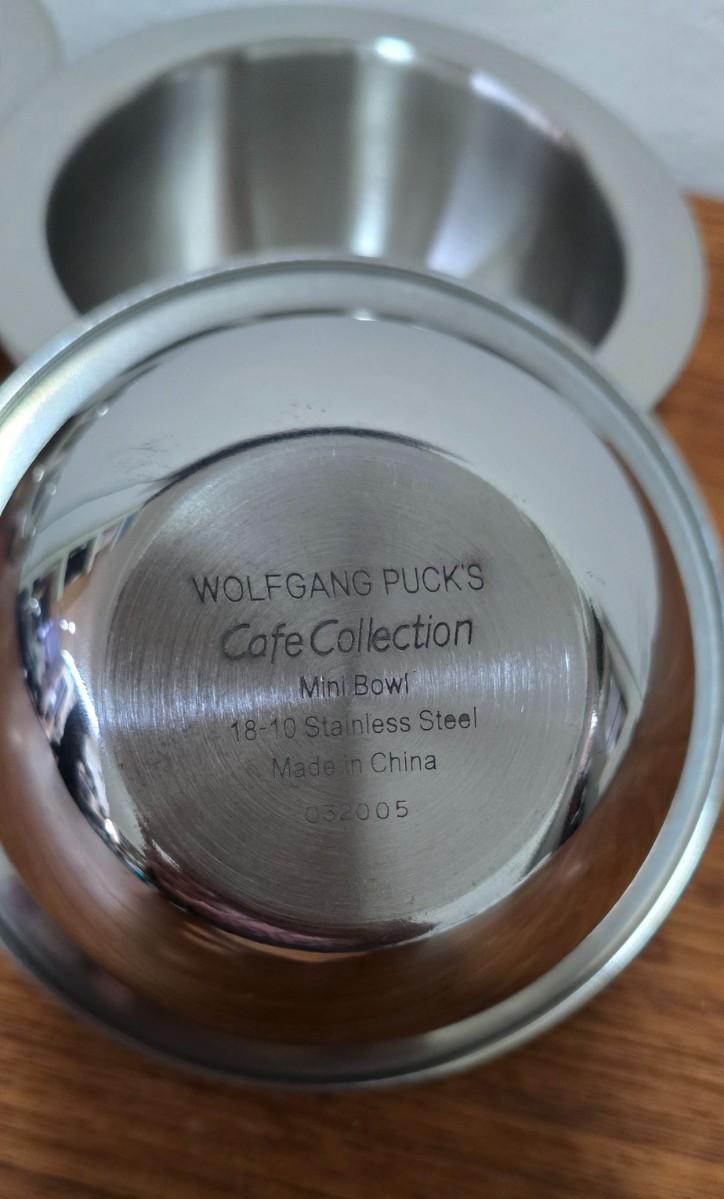 WOLFGANG PUCK'S
Cafe Collection
Mini Bowl
18-10 Stainless Steel
Made in China
032005